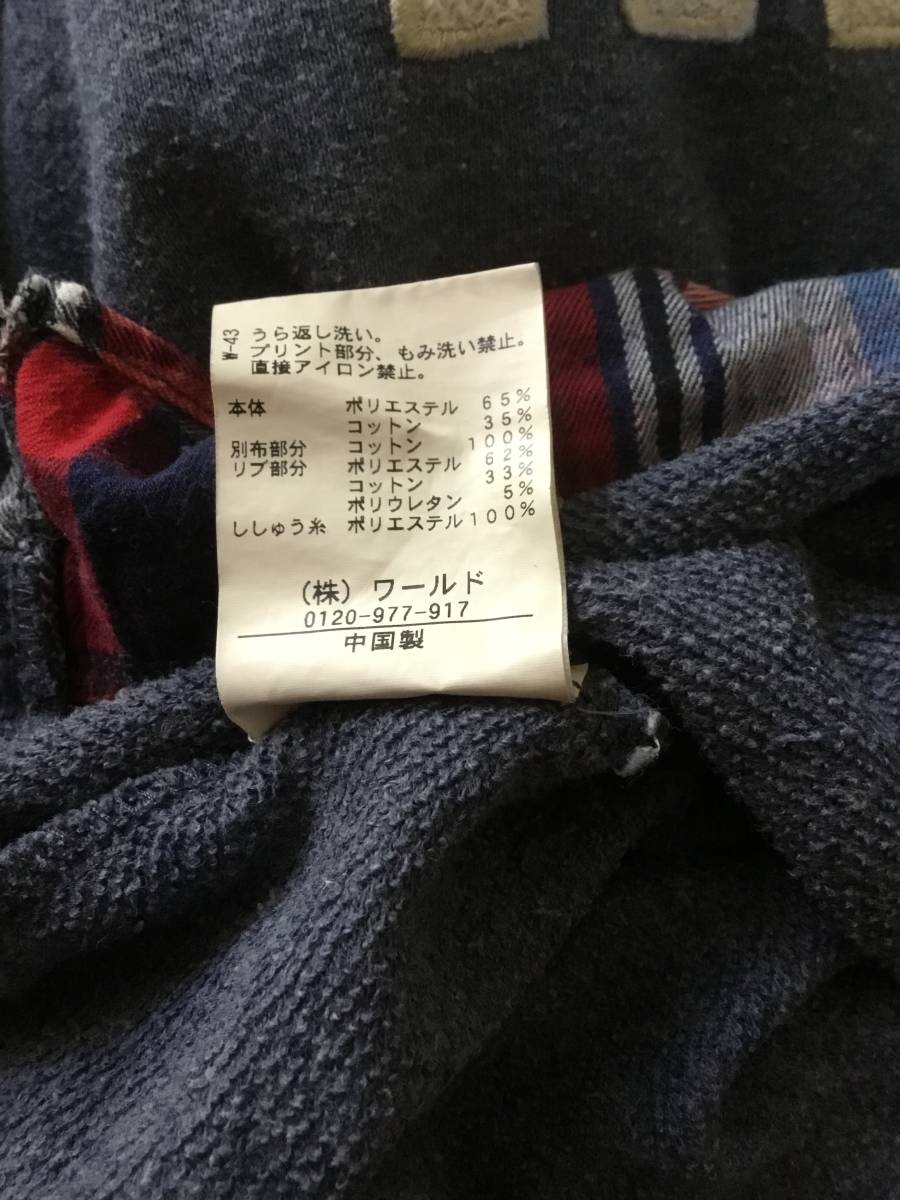 W-43
うら返し洗い。
プリント部分、もみ洗い禁止。
直接アイロン禁止。
本体 ポリエステル 65%
コットン 35%
別布部分 コットン 100%
リブ部分 ポリエステル 62%
コットン 33%
ポリウレタン 5%
ししゅう糸 ポリエステル 100%
(株) ワールド
0120-977-917
中国製